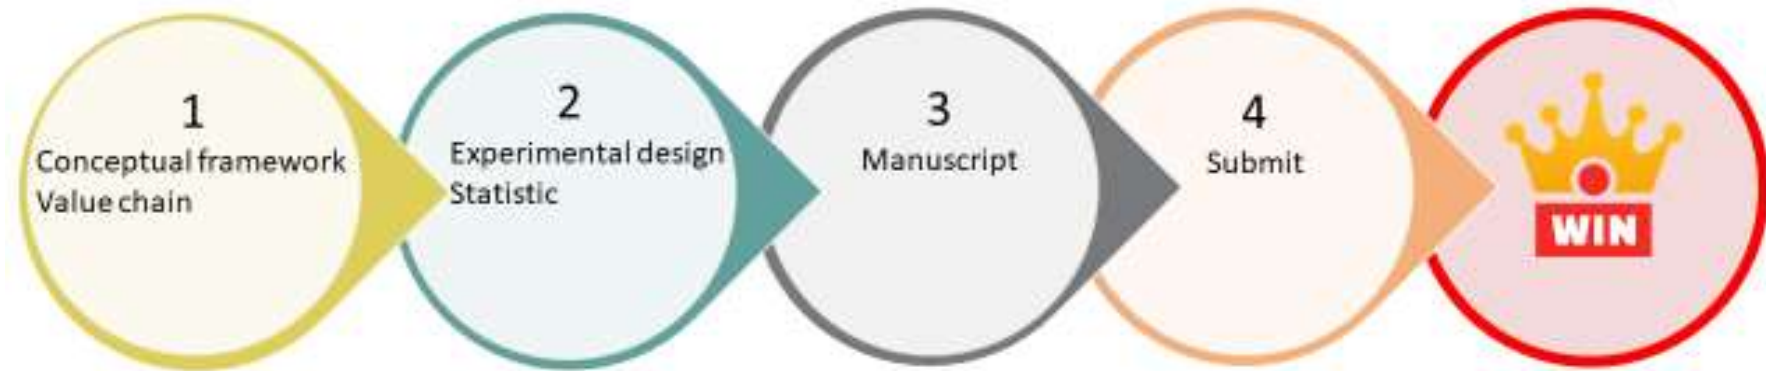 1
Conceptual framework
Value chain
2
Experimental design
Statistic
3
Manuscript
4
Submit
WIN